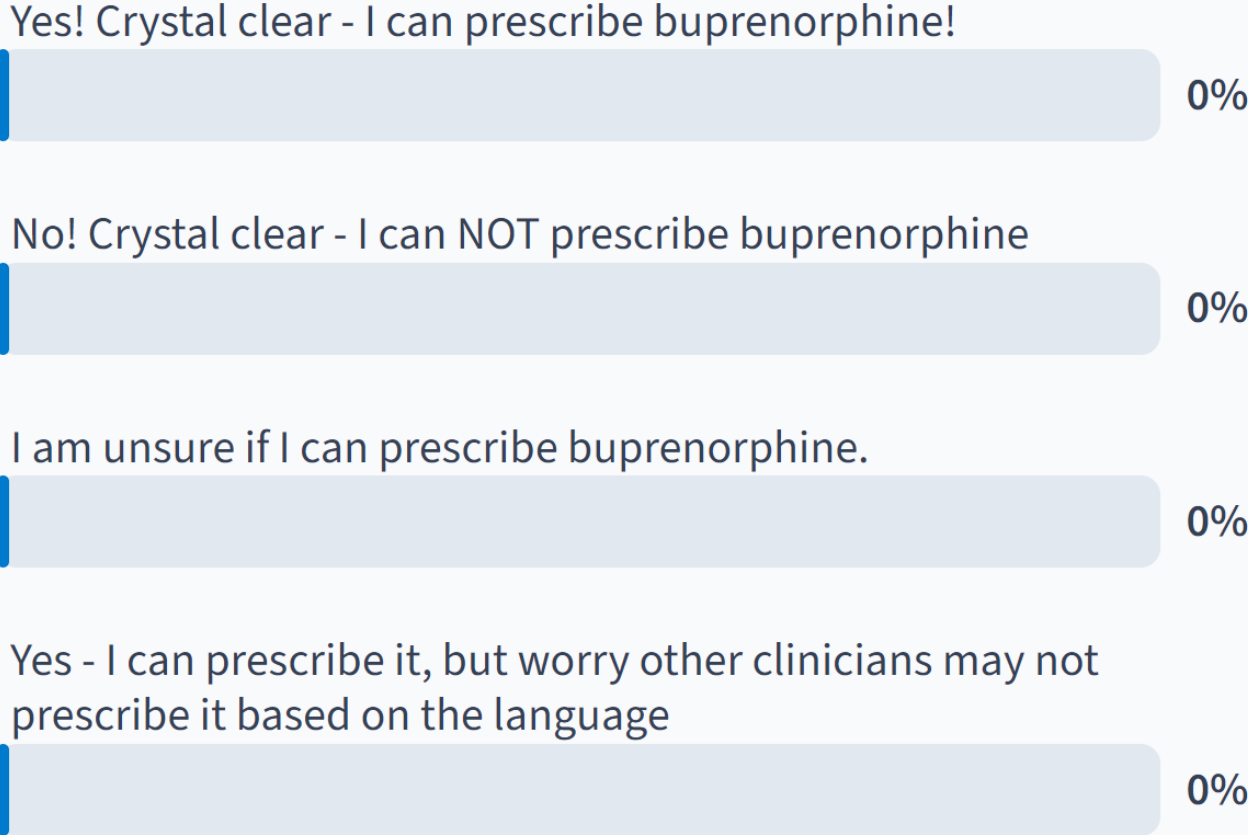 Yes! Crystal clear - I can prescribe buprenorphine!
0%
No! Crystal clear - I can NOT prescribe buprenorphine
0%
I am unsure if I can prescribe buprenorphine.
0%
Yes - I can prescribe it, but worry other clinicians may not
prescribe it based on the language
0%